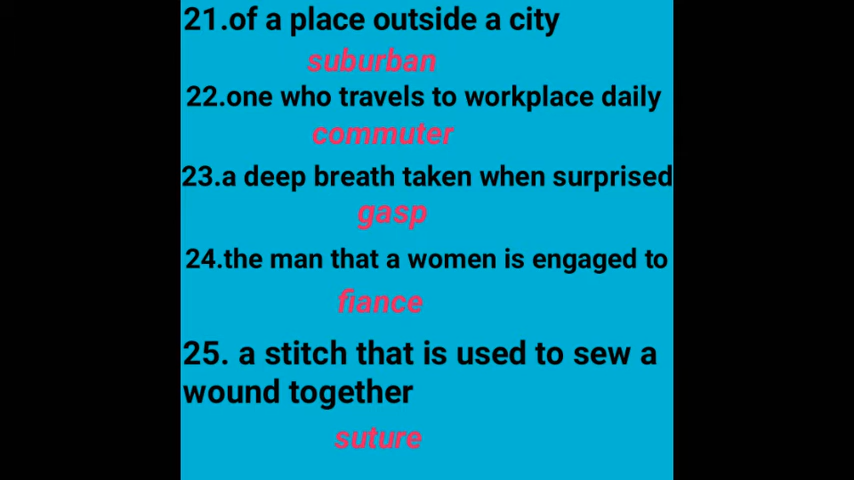 21.of a place outside a city
suburban
22.one who travels to workplace daily
commuter
23.a deep breath taken when surprised
gasp
24.the man that a women is engaged to
fiance
25. a stitch that is used to sew a
wound together
suture